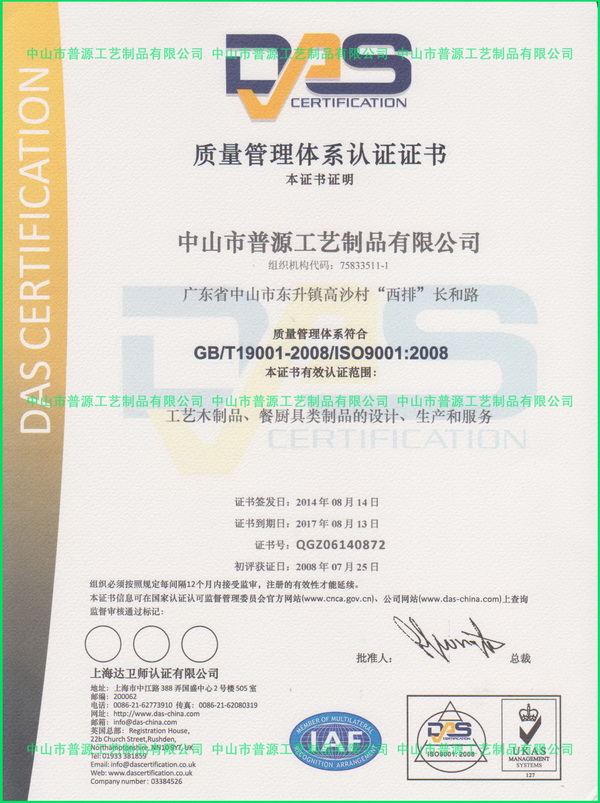 中山市普源工艺制品有限公司 中山市普源工艺制品有限公司 中山市普源工艺制品有限公司
DAS
CERTIFICATION
DAS CERTIFICATION
质量管理体系认证证书
本证书证明
中山市普源工艺制品有限公司
组织机构代码：75833511-1
广东省中山市东升镇高沙村“西排”长和路
质量管理体系符合
GB/T19001-2008/ISO9001:2008
本证书有效认证范围：
中山市普源工艺制品有限公司 中山市普源工艺制品有限公司 中山市普源工艺制品有限公司
工艺木制品、餐厨具类制品的设计、生产和服务
DAS
CERTIFICATION
证书签发日：2014年08月14日
证书到期日：2017年08月13日
证书号：QGZ06140872
初评获证日：2008年07月25日
组织必须按照规定每间隔12个月内接受监审，注册的有效性才能延续。
本证书信息可在国家认证认可监督管理委员会官方网站(www.cnca.gov.cn)、公司网站(www.das-china.com)上查询
监督审核通过标记：
批准人： 总裁
上海达卫师认证有限公司
地址：上海市中江路388弄国盛中心2号楼505室
邮编：200062
电话：0086-21-62773910 传真：0086-21-62080319
网址：http://www.das-china.com
邮箱：info@das-china.com
英国总部：Registration House,
22b Church Street,Rushden,
Northamptonshire, NN10 9YT,UK
Tel:01933 381859
Email:info@dascertification.co.uk
Web:www.dascertification.co.uk
Company number : 03384526
中山市普源工艺制品有限公司 中山市普源工艺制品有限公司 中山市普源工艺制品有限公司
MEMBER OF MULTILATERAL
IAF
RECOGNITION ARRANGEMENT
DAS
CERTIFICATION
ISO9001: 2008
UKAS
MANAGEMENT
SYSTEMS
127